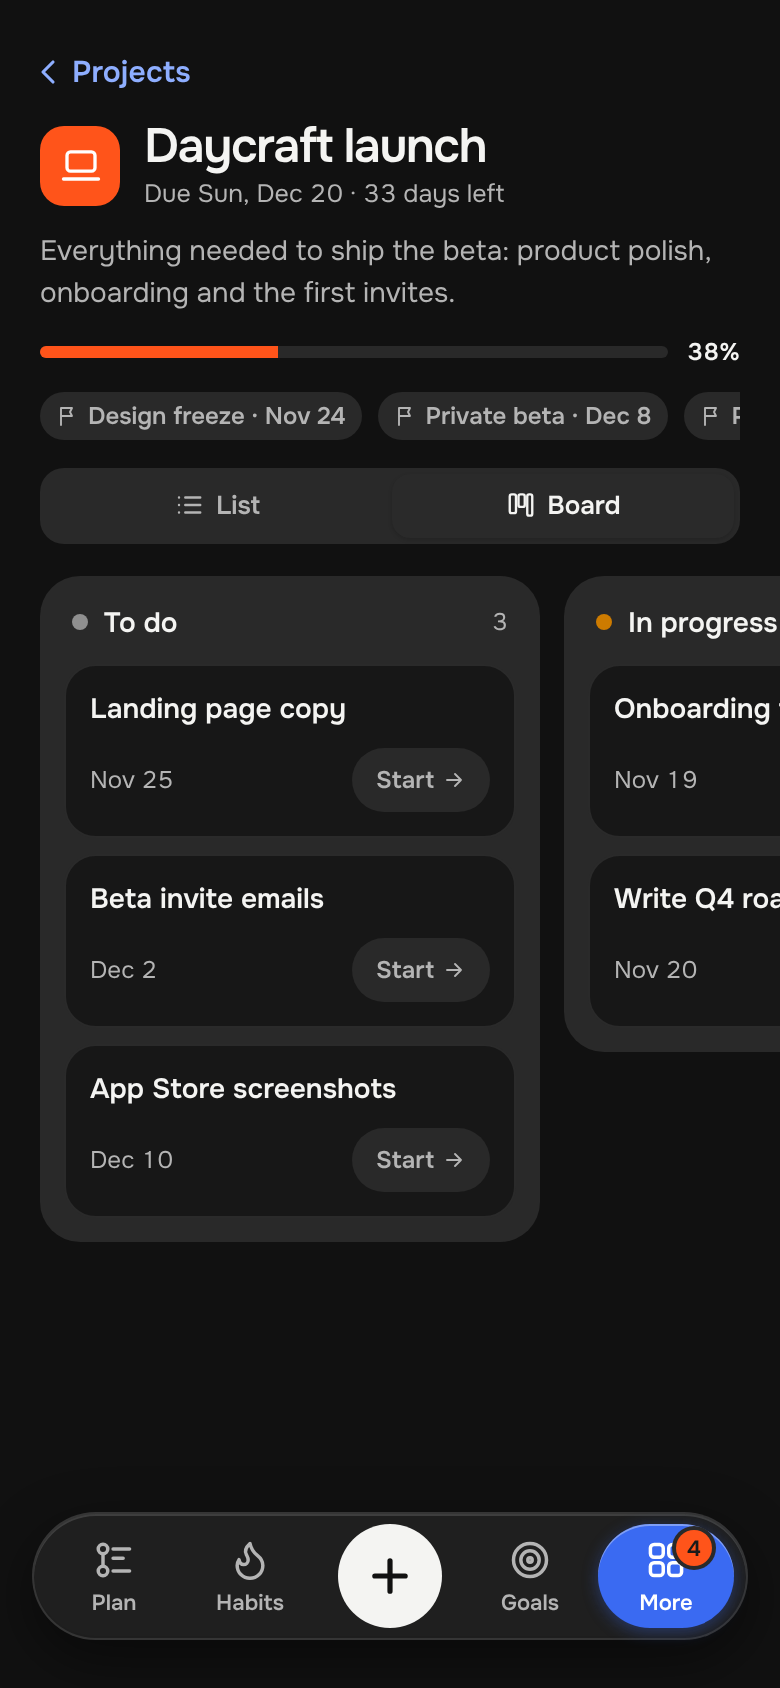 Projects
Daycraft launch
Due Sun, Dec 20 · 33 days left
Everything needed to ship the beta: product polish,
onboarding and the first invites.
38%
Design freeze · Nov 24
Private beta · Dec 8
List
Board
To do
3
Landing page copy
Nov 25
Start →
Beta invite emails
Dec 2
Start →
App Store screenshots
Dec 10
Start →
In progress
Onboarding
Nov 19
Write Q4
Nov 20
Plan
Habits
Goals
4
More